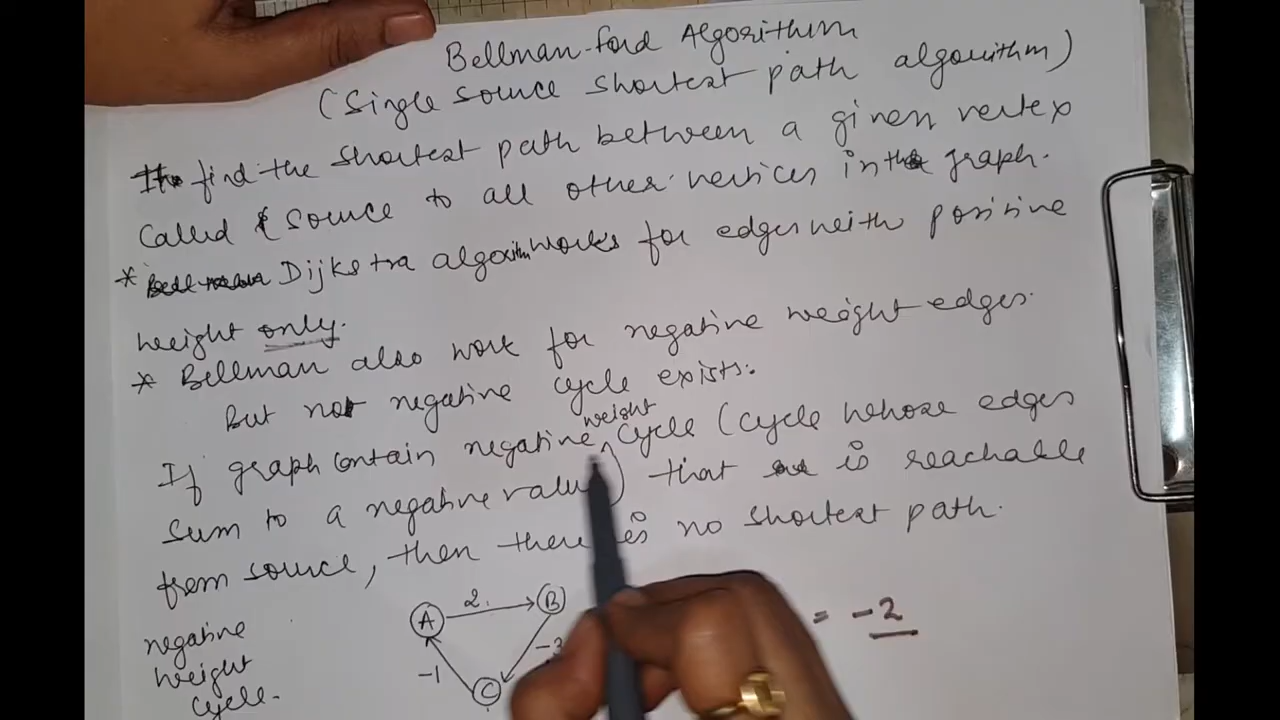 Bellman-ford Algorithm
(Single source shortest path algorithm)
find the shortest path between a given vertex
Called source to all other vertices in the graph.
* Dijkstra algorithm works for edges with positive
weight only.
* Bellman also work for negative weight edges.
But not negative cycle exists.
If graph contain negative weight cycle (cycle whose edges
sum to a negative value) that is reachable
from source, then there is no shortest path.
A 2 B
= -2
negative
weight
cycle.
-1 -3
C